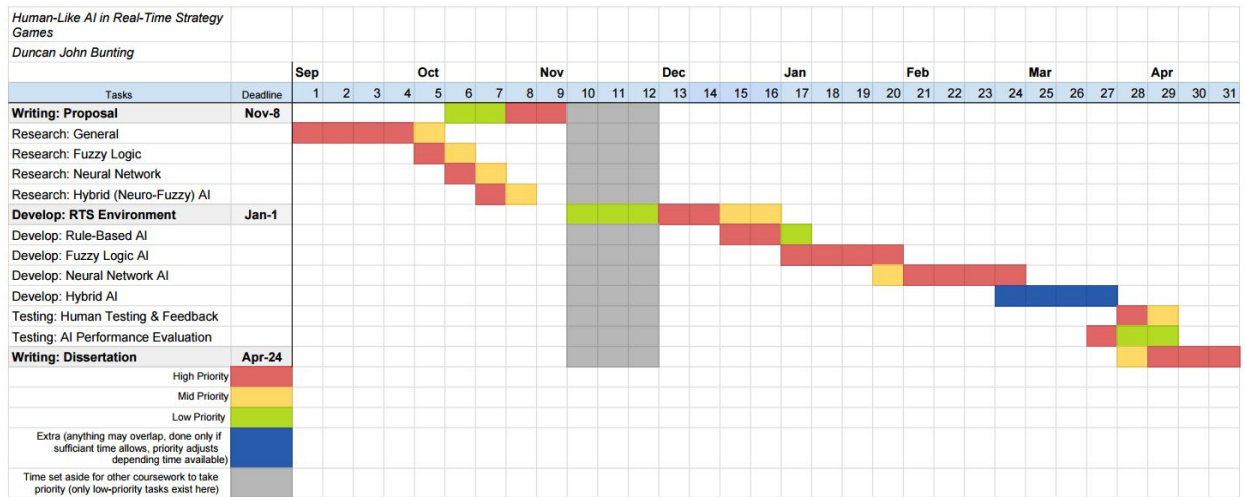 Human-Like AI in Real-Time Strategy
Games
Duncan John Bunting
Sep Oct Nov Dec Jan Feb Mar Apr
Tasks Deadline 1 2 3 4 5 6 7 8 9 10 11 12 13 14 15 16 17 18 19 20 21 22 23 24 25 26 27 28 29 30 31
Writing: Proposal Nov-8
Research: General
Research: Fuzzy Logic
Research: Neural Network
Research: Hybrid (Neuro-Fuzzy) AI
Develop: RTS Environment Jan-1
Develop: Rule-Based AI
Develop: Fuzzy Logic AI
Develop: Neural Network AI
Develop: Hybrid AI
Testing: Human Testing & Feedback
Testing: AI Performance Evaluation
Writing: Dissertation Apr-24
High Priority
Mid Priority
Low Priority
Extra (anything may overlap, done only if
sufficiant time allows, priority adjusts
depending time available)
Time set aside for other coursework to take
priority (only low-priority tasks exist here)